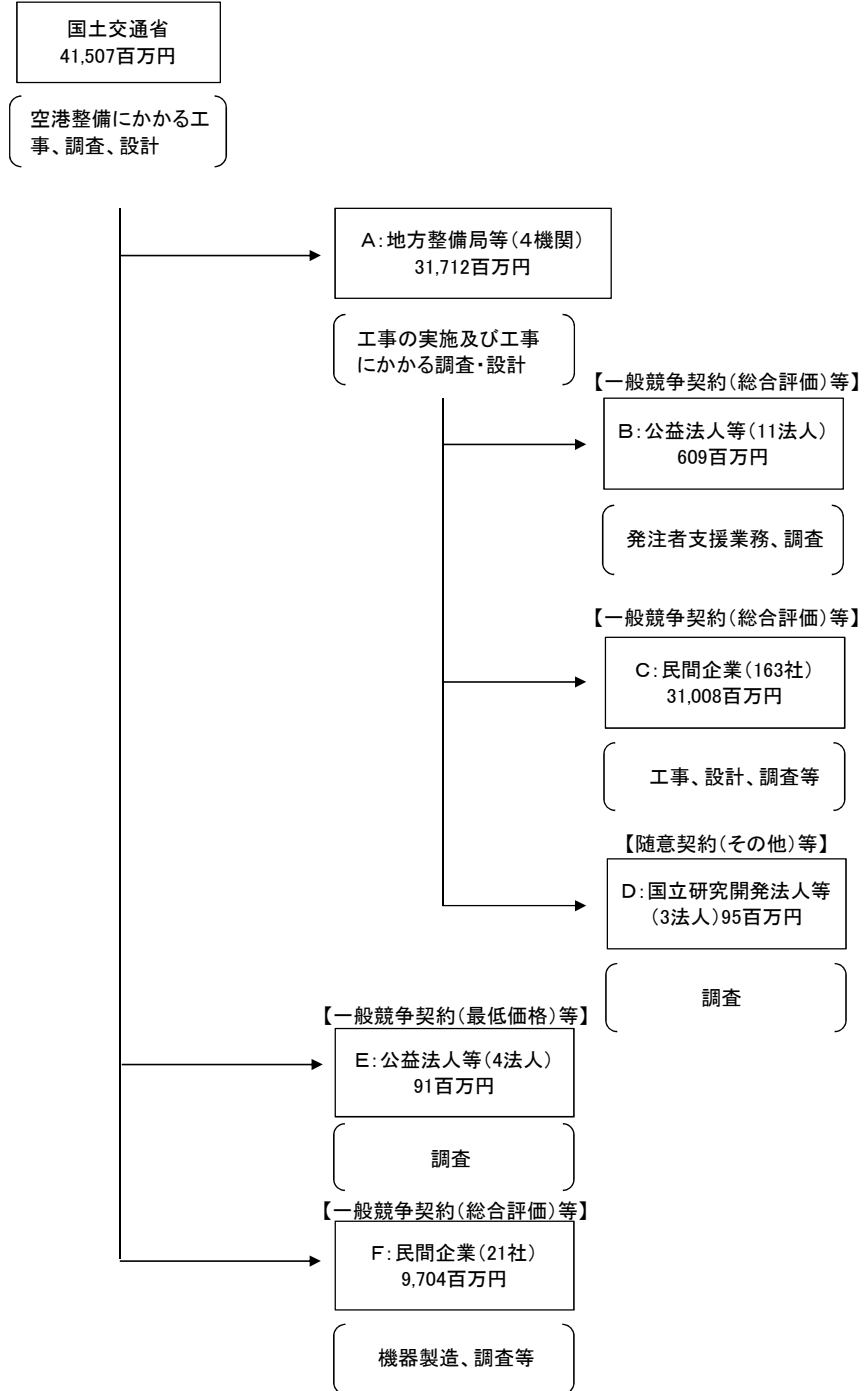 国土交通省
41,507百万円
空港整備にかかる工
事、調査、設計
A:地方整備局等(4機関)
31,712百万円
工事の実施及び工事
にかかる調査・設計
【一般競争契約(総合評価)等】
B:公益法人等(11法人)
609百万円
発注者支援業務、調査
【一般競争契約(総合評価)等】
C:民間企業(163社)
31,008百万円
工事、設計、調査等
【随意契約(その他)等】
D:国立研究開発法人等
(3法人)95百万円
調査
【一般競争契約(最低価格)等】
E:公益法人等(4法人)
91百万円
調査
【一般競争契約(総合評価)等】
F:民間企業(21社)
9,704百万円
機器製造、調査等